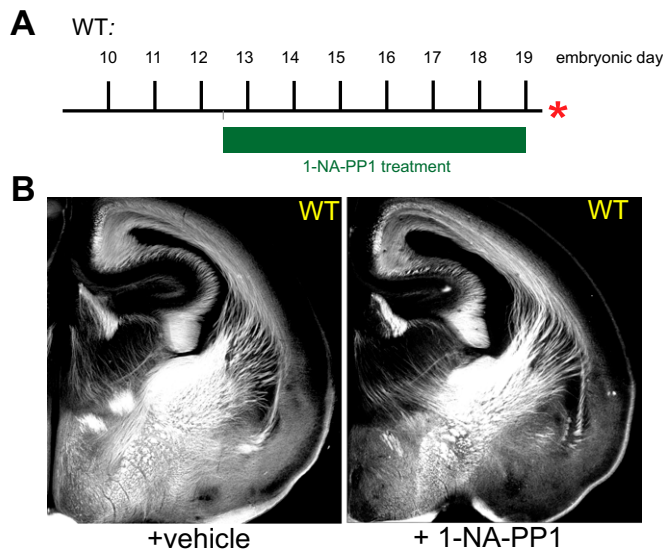 A
WT:
10 11 12 13 14 15 16 17 18 19 embryonic day
*
1-NA-PP1 treatment
B
WT WT
+vehicle + 1-NA-PP1